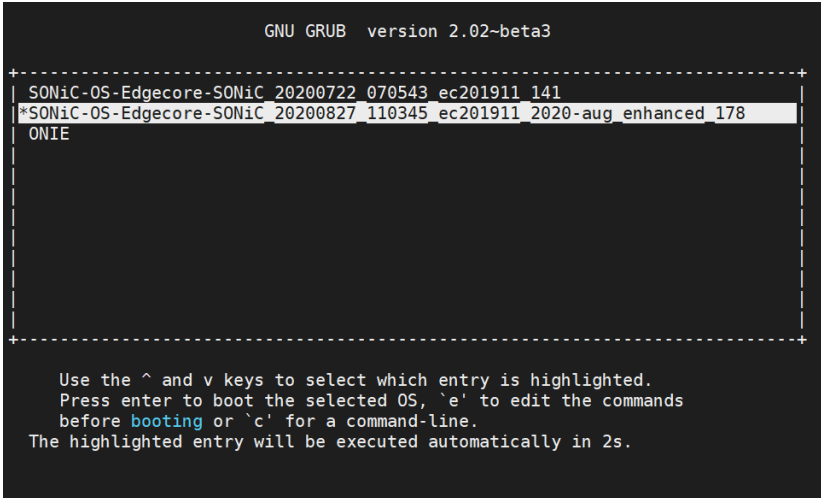 GNU GRUB  version 2.02~beta3
+----------------------------------------------------------------------------+
| SONiC-OS-Edgecore-SONiC_20200722_070543_ec201911_141                       |
|*SONiC-OS-Edgecore-SONiC_20200827_110345_ec201911_2020-aug_enhanced_178     |
| ONIE                                                                       |
+----------------------------------------------------------------------------+
Use the ^ and v keys to select which entry is highlighted.
Press enter to boot the selected OS, `e' to edit the commands
before booting or `c' for a command-line.
The highlighted entry will be executed automatically in 2s.